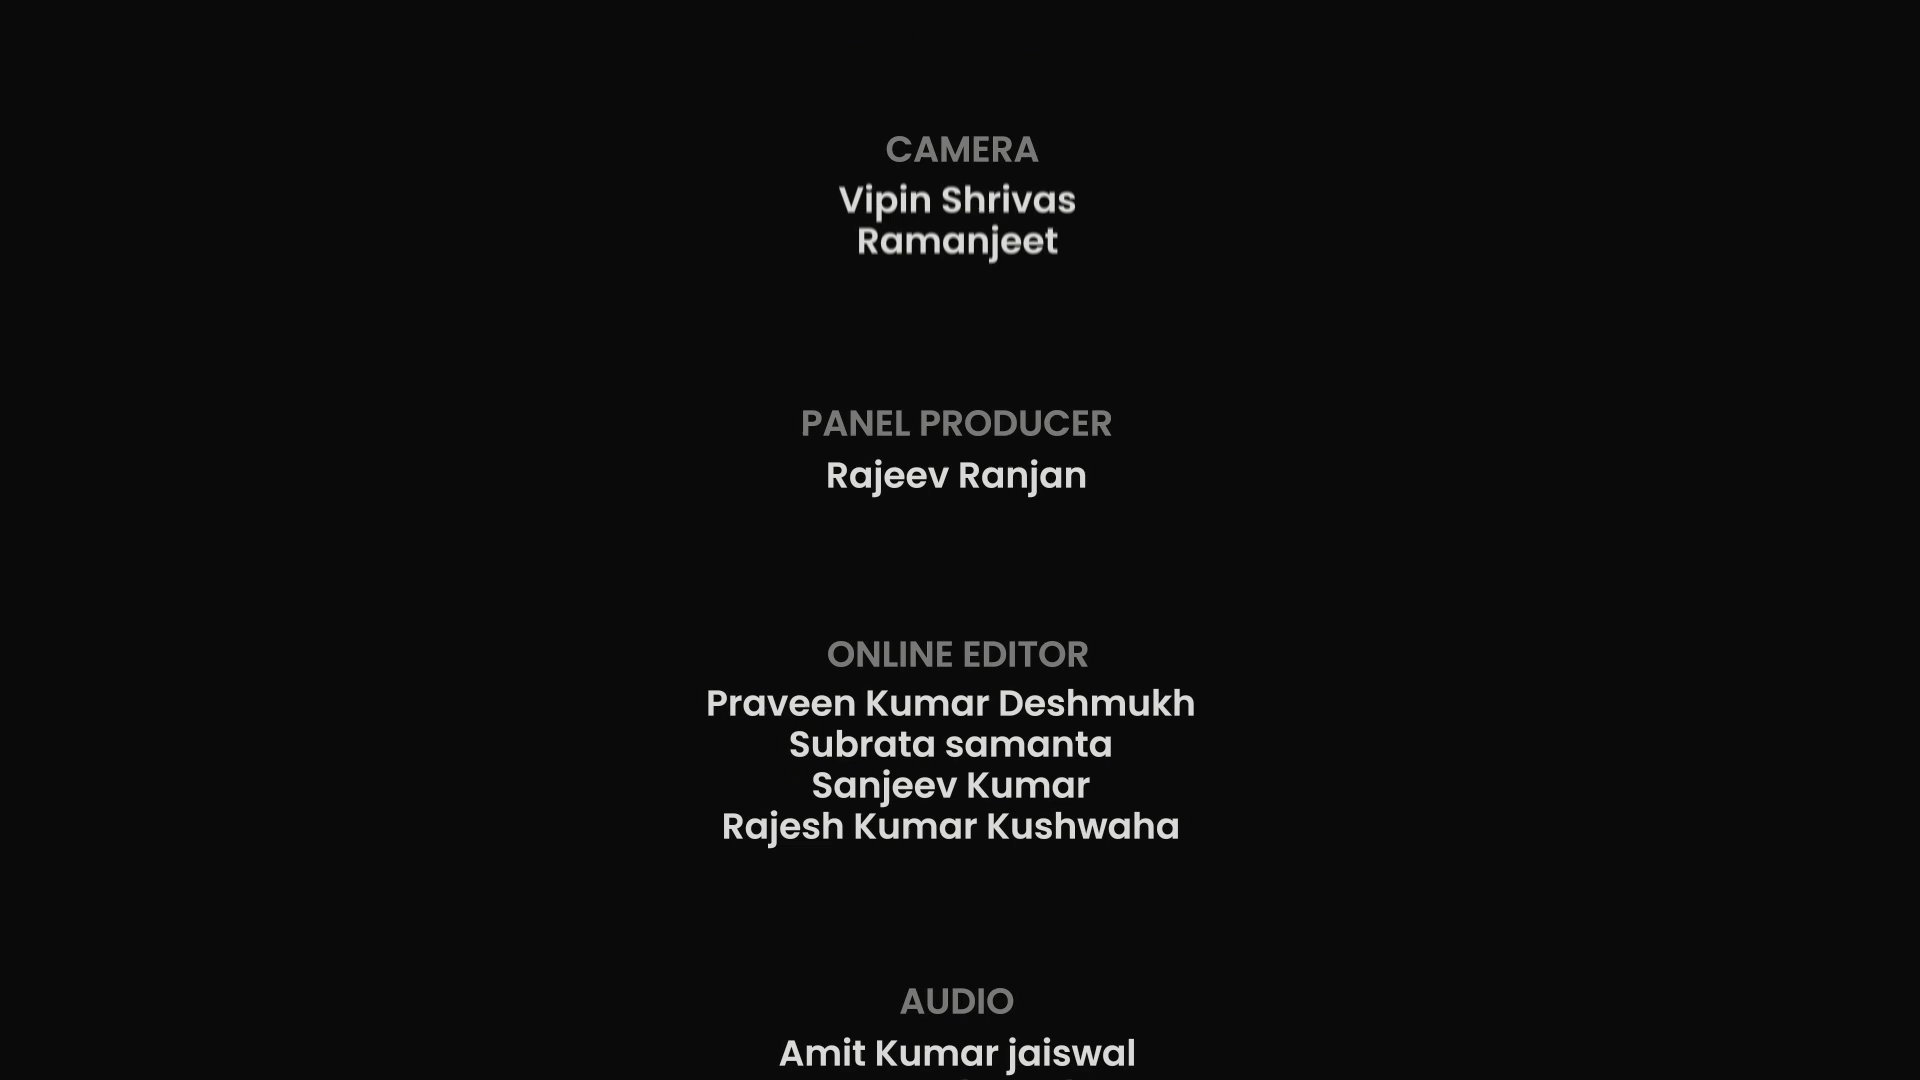 CAMERA
Vipin Shrivas
Ramanjeet
PANEL PRODUCER
Rajeev Ranjan
ONLINE EDITOR
Praveen Kumar Deshmukh
Subrata samanta
Sanjeev Kumar
Rajesh Kumar Kushwaha
AUDIO
Amit Kumar jaiswal